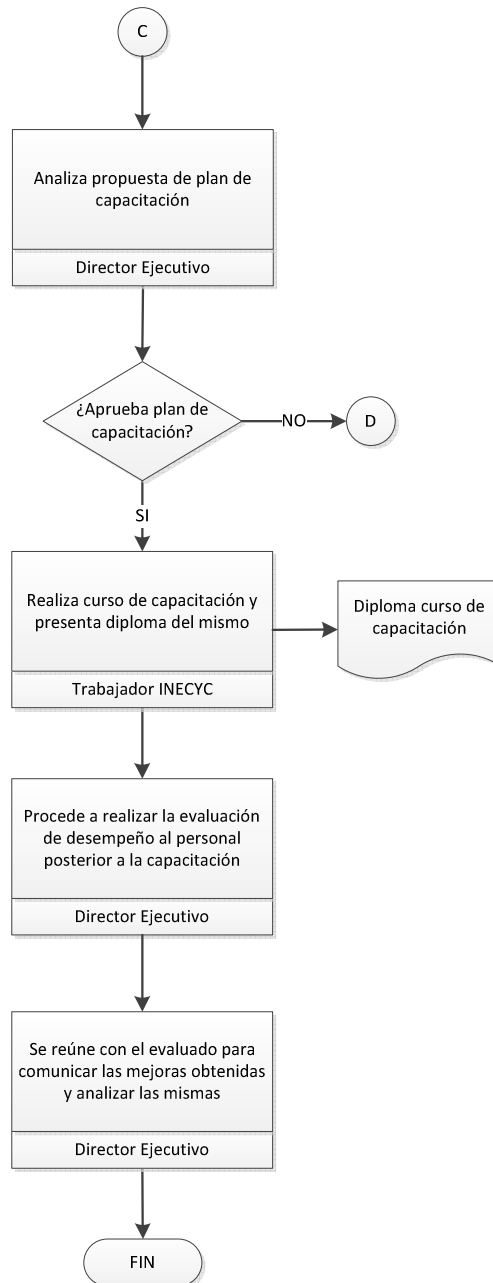 C
Analiza propuesta de plan de
capacitación
Director Ejecutivo
¿Aprueba plan de
capacitación?
NO
D
SI
Realiza curso de capacitación y
presenta diploma del mismo
Trabajador INECYC
Diploma curso de
capacitación
Procede a realizar la evaluación
de desempeño al personal
posterior a la capacitación
Director Ejecutivo
Se reúne con el evaluado para
comunicar las mejoras obtenidas
y analizar las mismas
Director Ejecutivo
FIN